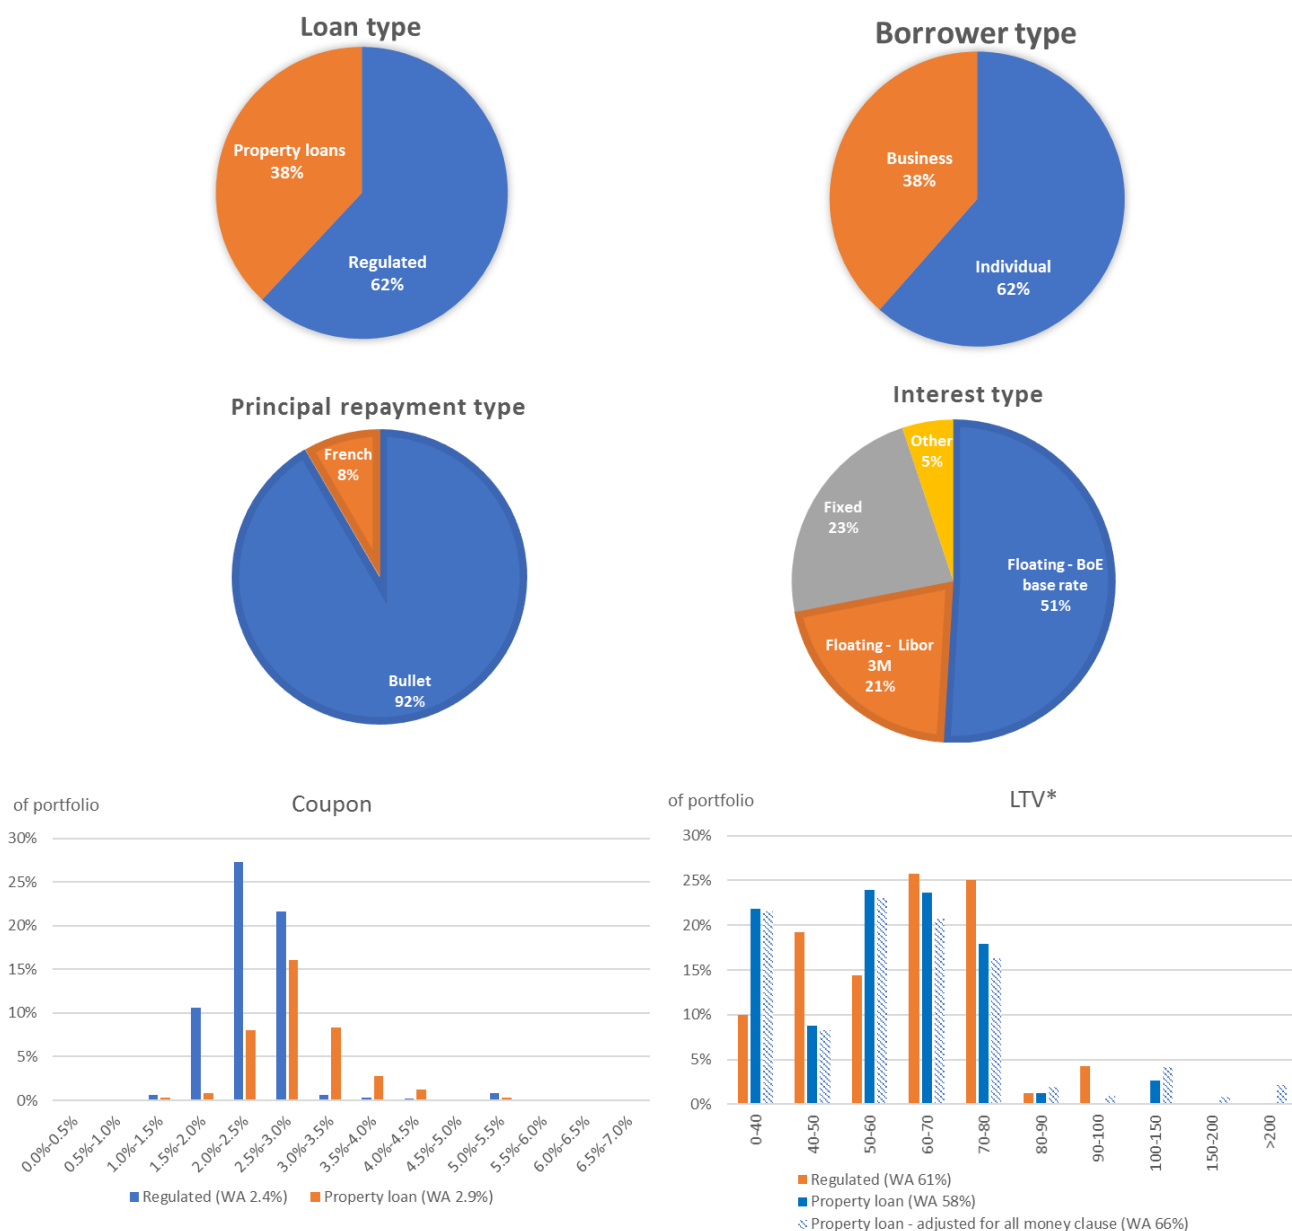 Loan type
Property loans
38%
Regulated
62%
Borrower type
Business
38%
Individual
62%
Principal repayment type
French
8%
Bullet
92%
Interest type
Other
5%
Fixed
23%
Floating - BoE
base rate
51%
Floating - Libor
3M
21%
of portfolio
Coupon
30%
25%
20%
15%
10%
5%
0%
0.0%-0.5%
0.5%-1.0%
1.0%-1.5%
1.5%-2.0%
2.0%-2.5%
2.5%-3.0%
3.0%-3.5%
3.5%-4.0%
4.0%-4.5%
4.5%-5.0%
5.0%-5.5%
5.5%-6.0%
6.0%-6.5%
6.5%-7.0%
Regulated (WA 2.4%)
Property loan (WA 2.9%)
of portfolio
LTV*
30%
25%
20%
15%
10%
5%
0%
0-40
40-50
50-60
60-70
70-80
80-90
90-100
100-150
150-200
>200
Regulated (WA 61%)
Property loan (WA 58%)
Property loan - adjusted for all money clause (WA 66%)